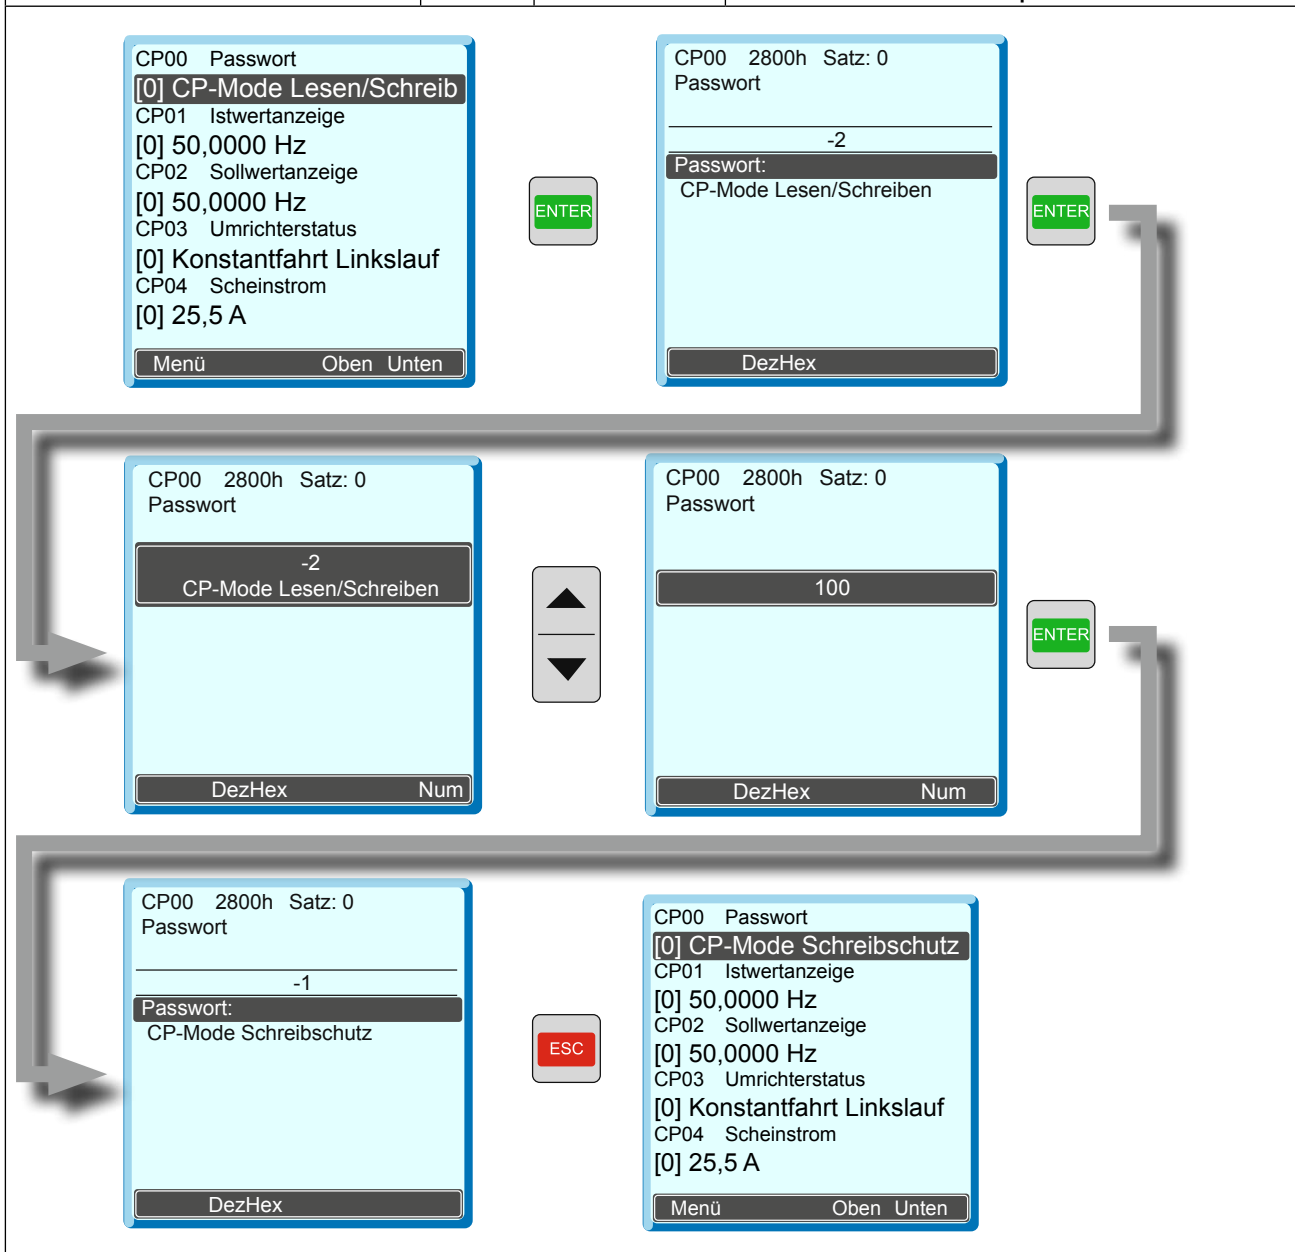 CP00 Passwort
[0] CP-Mode Lesen/Schreib
CP01 Istwertanzeige
[0] 50,0000 Hz
CP02 Sollwertanzeige
[0] 50,0000 Hz
CP03 Umrichterstatus
[0] Konstantfahrt Linkslauf
CP04 Scheinstrom
[0] 25,5 A
Menü Oben Unten
ENTER
CP00 2800h Satz: 0
Passwort
-2
Passwort:
CP-Mode Lesen/Schreiben
DezHex
ENTER
CP00 2800h Satz: 0
Passwort
-2
CP-Mode Lesen/Schreiben
DezHex Num
CP00 2800h Satz: 0
Passwort
100
DezHex Num
ENTER
CP00 2800h Satz: 0
Passwort
-1
Passwort:
CP-Mode Schreibschutz
DezHex
ESC
CP00 Passwort
[0] CP-Mode Schreibschutz
CP01 Istwertanzeige
[0] 50,0000 Hz
CP02 Sollwertanzeige
[0] 50,0000 Hz
CP03 Umrichterstatus
[0] Konstantfahrt Linkslauf
CP04 Scheinstrom
[0] 25,5 A
Menü Oben Unten